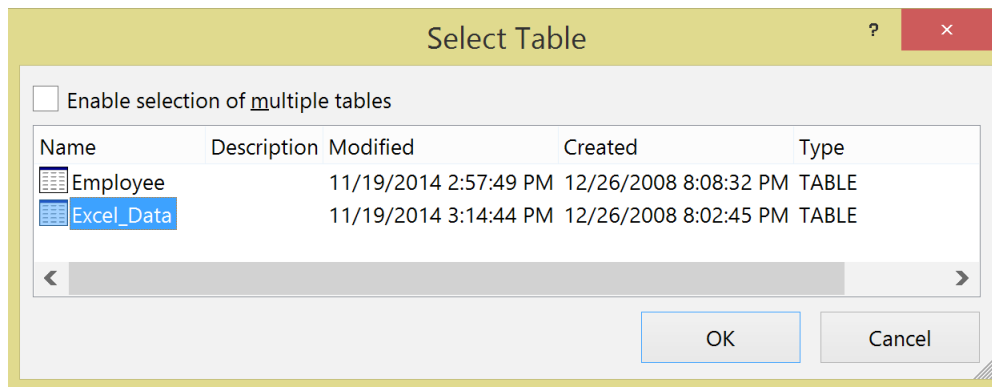 Select Table
?
×
Enable selection of multiple tables
Name Description Modified Created Type
Employee 11/19/2014 2:57:49 PM 12/26/2008 8:08:32 PM TABLE
Excel_Data 11/19/2014 3:14:44 PM 12/26/2008 8:02:45 PM TABLE
OK Cancel